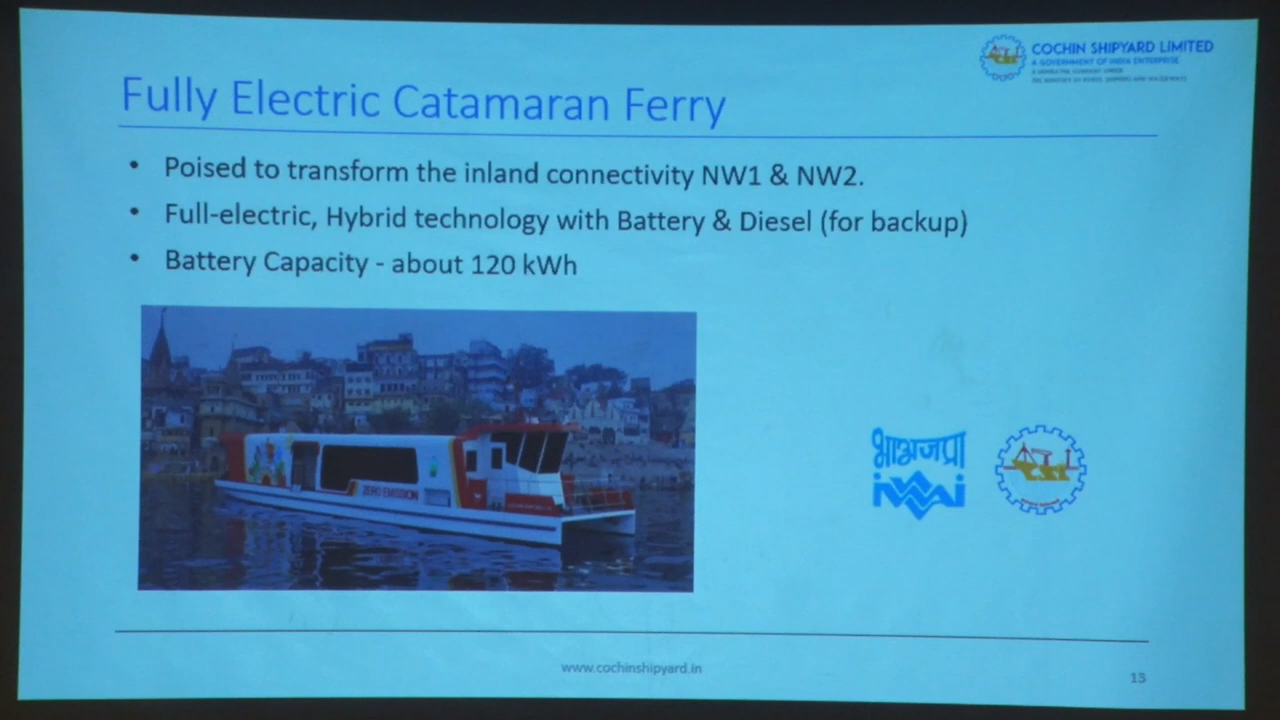 COCHIN SHIPYARD LIMITED
A GOVERNMENT OF INDIA ENTERPRISE
Fully Electric Catamaran Ferry
• Poised to transform the inland connectivity NW1 & NW2.
• Full-electric, Hybrid technology with Battery & Diesel (for backup)
• Battery Capacity - about 120 kWh
ZERO EMISSION
भाअजप्रा
iWAI
www.cochinshipyard.in